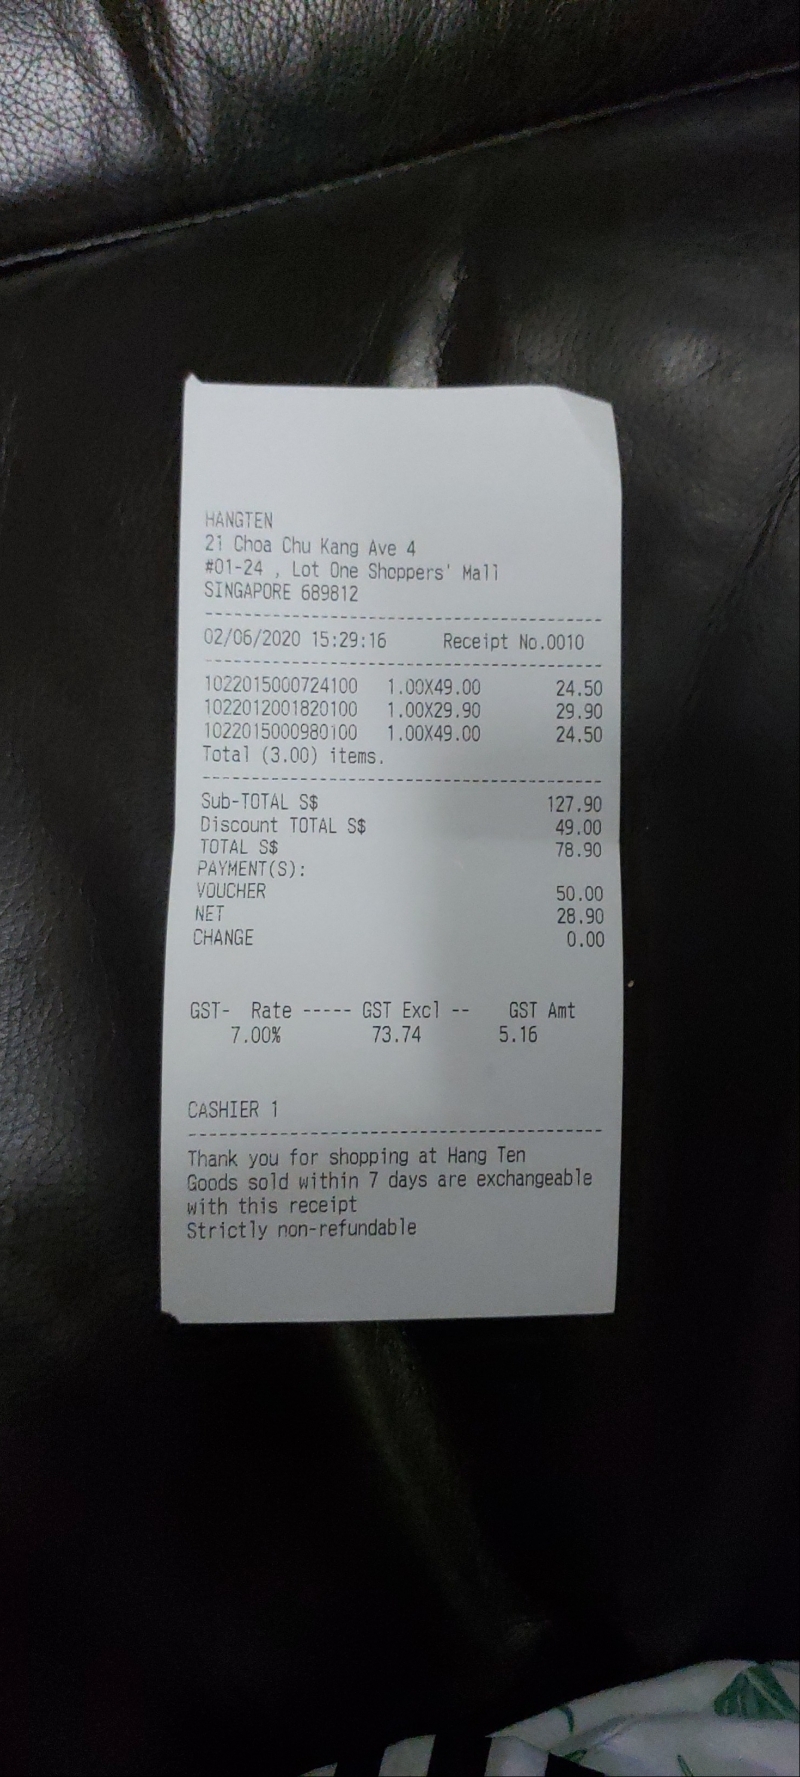 HANGTEN
21 Choa Chu Kang Ave 4
#01-24 , Lot One Shoppers' Mall
SINGAPORE 689812
------------------------------------------
02/06/2020 15:29:16 Receipt No.0010
------------------------------------------
1022015000724100 1.00X49.00 24.50
1022012001820100 1.00X29.90 29.90
1022015000980100 1.00X49.00 24.50
Total (3.00) items.
------------------------------------------
Sub-TOTAL S$ 127.90
Discount TOTAL S$ 49.00
TOTAL S$ 78.90
PAYMENT(S):
VOUCHER 50.00
NET 28.90
CHANGE 0.00
GST- Rate ----- GST Excl -- GST Amt
7.00% 73.74 5.16
CASHIER 1
------------------------------------------
Thank you for shopping at Hang Ten
Goods sold within 7 days are exchangeable
with this receipt
Strictly non-refundable